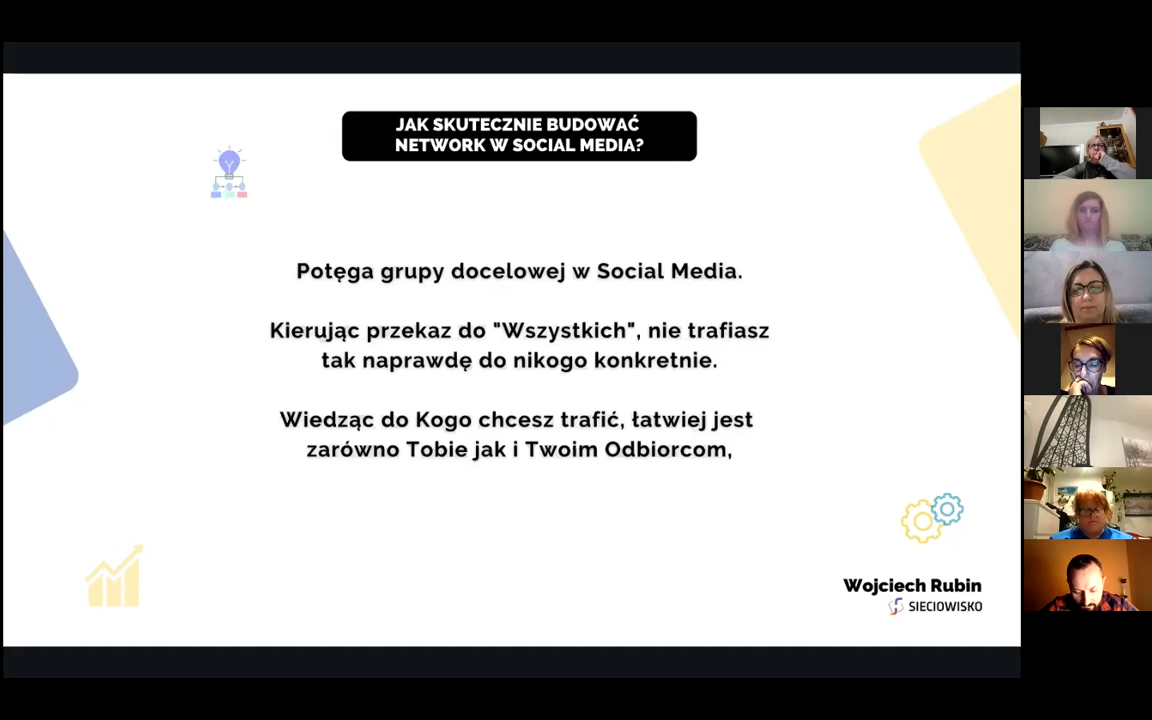 JAK SKUTECZNIE BUDOWAĆ
NETWORK W SOCIAL MEDIA?
Potęga grupy docelowej w Social Media.
Kierując przekaz do "Wszystkich", nie trafiasz
tak naprawdę do nikogo konkretnie.
Wiedząc do Kogo chcesz trafić, łatwiej jest
zarówno Tobie jak i Twoim Odbiorcom,
Wojciech Rubin
SIECIOWISKO